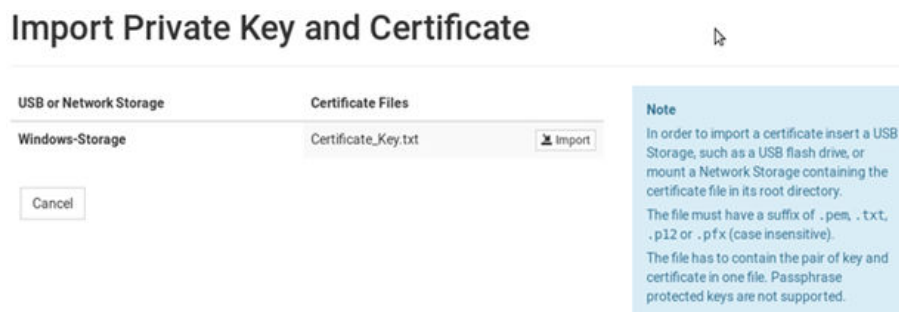 Import Private Key and Certificate
USB or Network Storage
Certificate Files
Windows-Storage
Certificate_Key.txt
Import
Cancel
Note
In order to import a certificate insert a USB
Storage, such as a USB flash drive, or
mount a Network Storage containing the
certificate file in its root directory.
The file must have a suffix of .pem, .txt,
.p12 or .pfx (case insensitive).
The file has to contain the pair of key and
certificate in one file. Passphrase
protected keys are not supported.